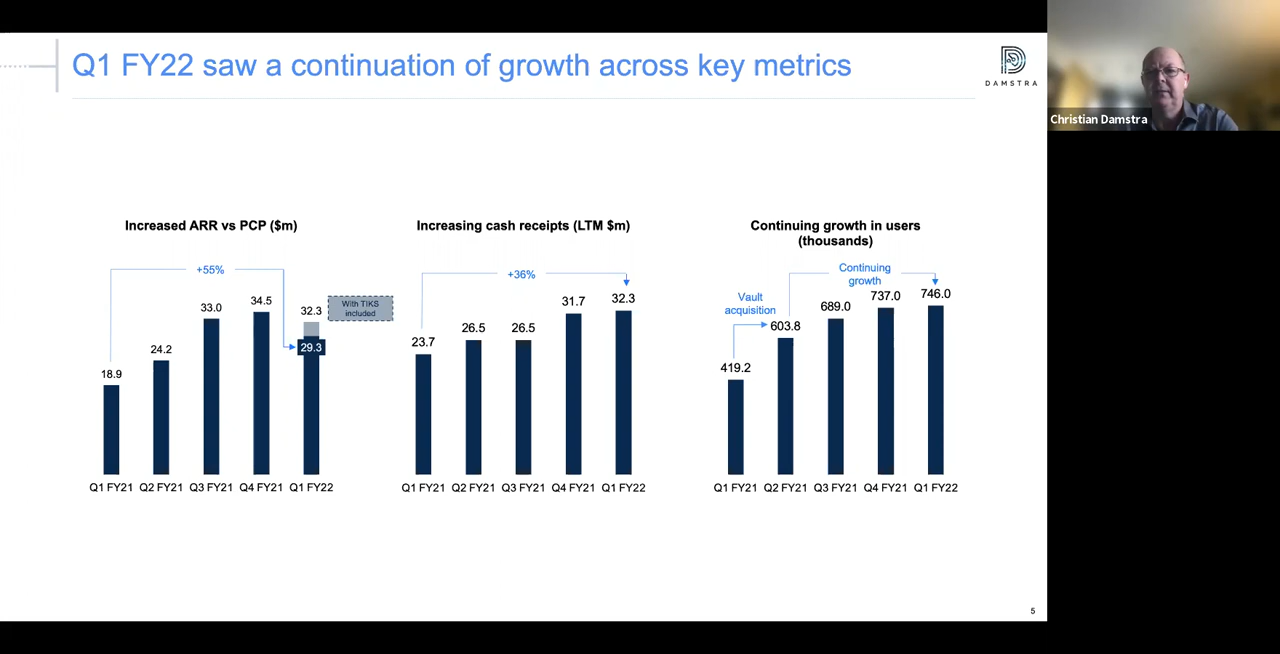 Q1 FY22 saw a continuation of growth across key metrics
DAMSTRA
Christian Damstra
Increased ARR vs PCP ($m)
+55%
18.9
24.2
33.0
34.5
32.3
29.3
With TIKS
included
Q1 FY21 Q2 FY21 Q3 FY21 Q4 FY21 Q1 FY22
Increasing cash receipts (LTM $m)
+36%
23.7
26.5
26.5
31.7
32.3
Q1 FY21 Q2 FY21 Q3 FY21 Q4 FY21 Q1 FY22
Continuing growth in users
(thousands)
Continuing
growth
Vault
acquisition
419.2
603.8
689.0
737.0
746.0
Q1 FY21 Q2 FY21 Q3 FY21 Q4 FY21 Q1 FY22
5